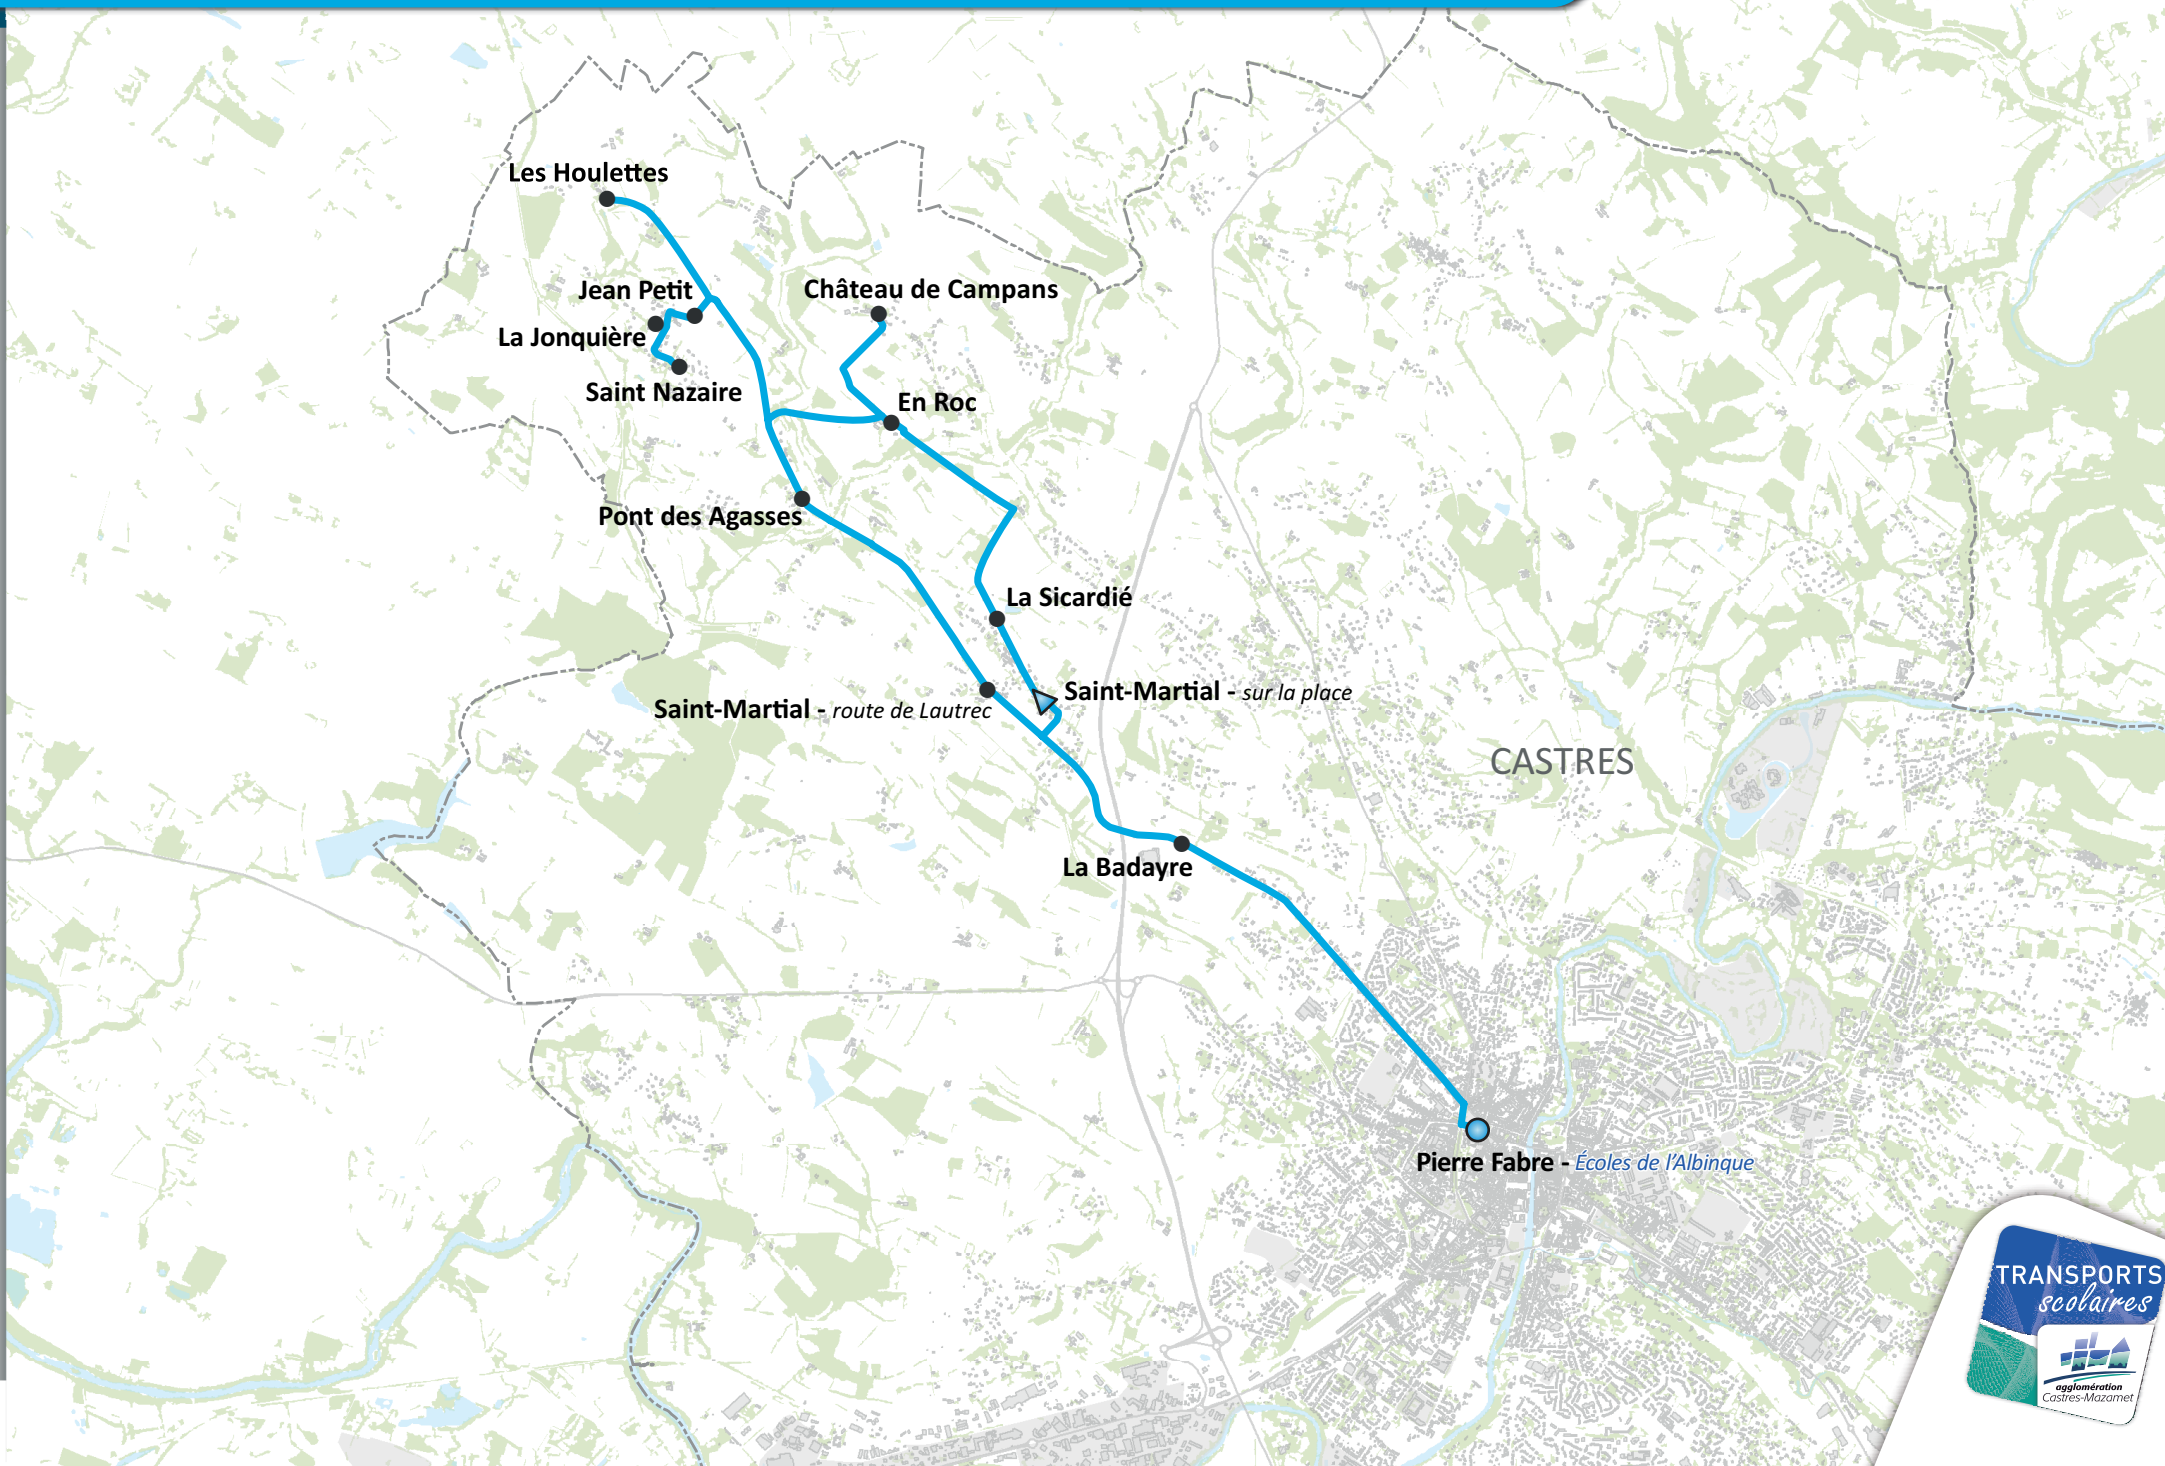 Les Houlettes
Jean Petit
Château de Campans
La Jonquière
Saint Nazaire
En Roc
Pont des Agasses
La Sicardié
Saint-Martial - sur la place
Saint-Martial - route de Lautrec
CASTRES
La Badayre
Pierre Fabre - Écoles de l'Albinque
TRANSPORTS
scolaires
agglomération
Castres-Mazamet